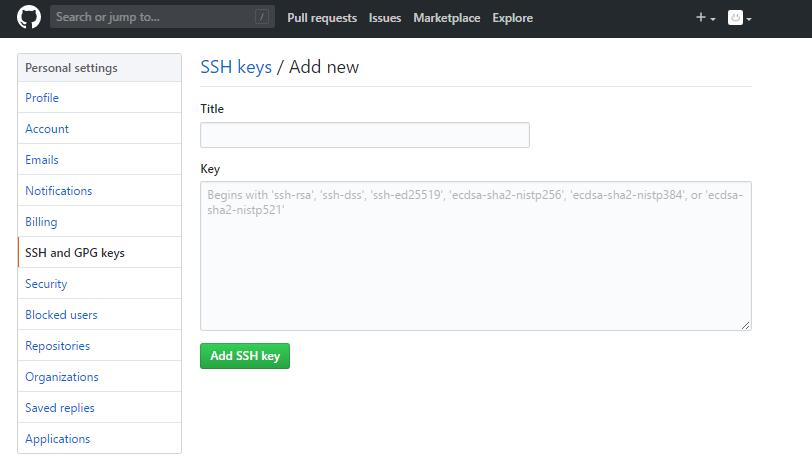 Search or jump to... /
Pull requests Issues Marketplace Explore
Personal settings
Profile
Account
Emails
Notifications
Billing
SSH and GPG keys
Security
Blocked users
Repositories
Organizations
Saved replies
Applications
SSH keys / Add new
Title
Key
Begins with 'ssh-rsa', 'ssh-dss', 'ssh-ed25519', 'ecdsa-sha2-nistp256', 'ecdsa-sha2-nistp384', or 'ecdsa-
sha2-nistp521'
Add SSH key